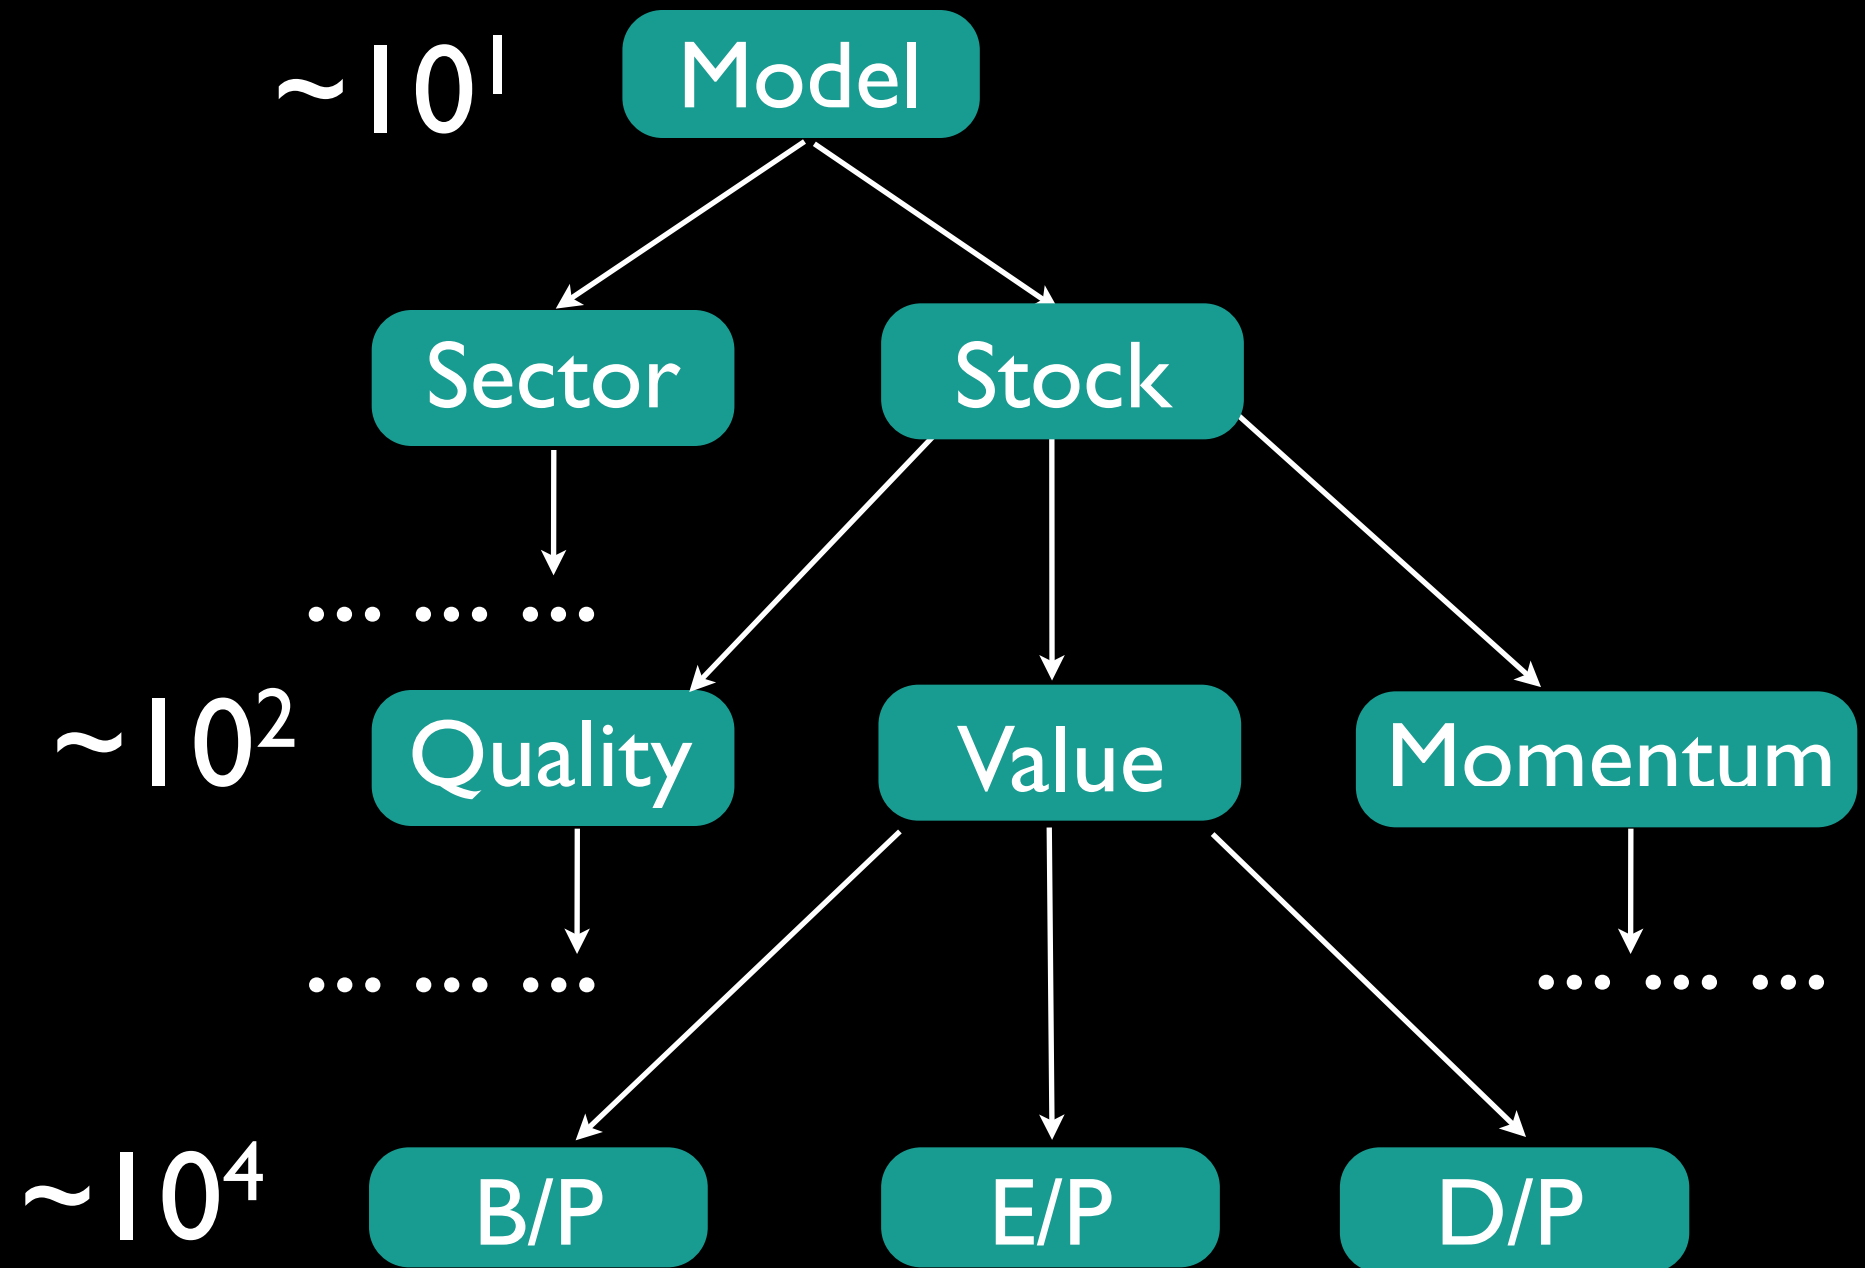 ~10¹ Model
Sector Stock
... ... ...
~10² Quality Value Momentum
... ... ... ... ... ...
~10⁴ B/P E/P D/P